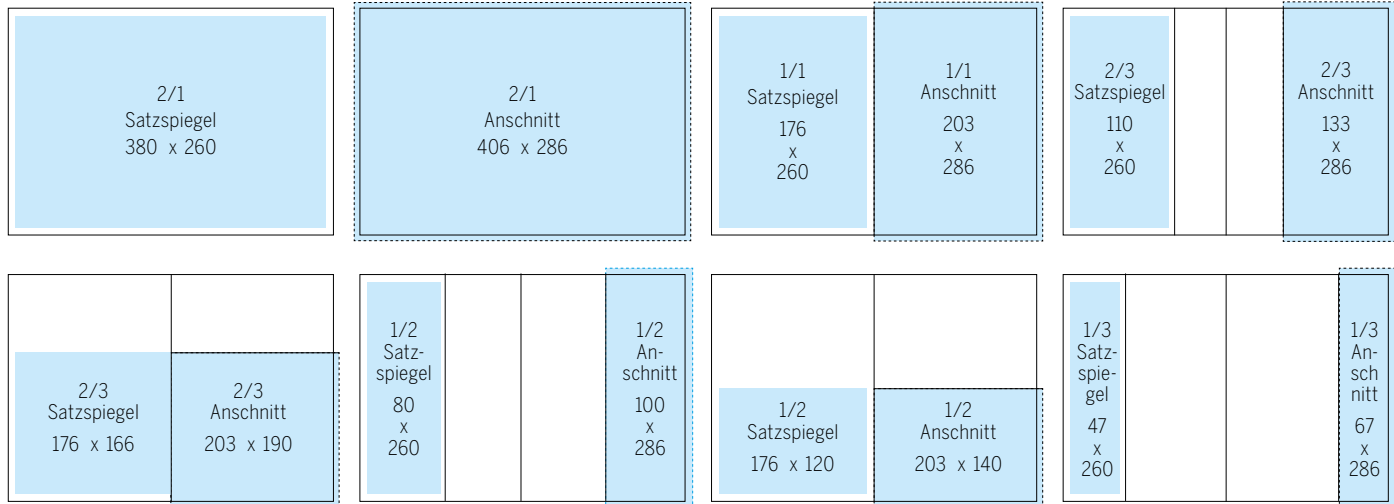 2/1
Satzspiegel
380 x 260
2/1
Anschnitt
406 x 286
1/1
Satzspiegel
176
x
260
1/1
Anschnitt
203
x
286
2/3
Satzspiegel
110
x
260
2/3
Anschnitt
133
x
286
2/3
Satzspiegel
176 x 166
2/3
Anschnitt
203 x 190
1/2
Satz-
spiegel
80
x
260
1/2
An-
schnitt
100
x
286
1/2
Satzspiegel
176 x 120
1/2
Anschnitt
203 x 140
1/3
Satz-
spie-
gel
47
x
260
1/3
An-
sch
nitt
67
x
286